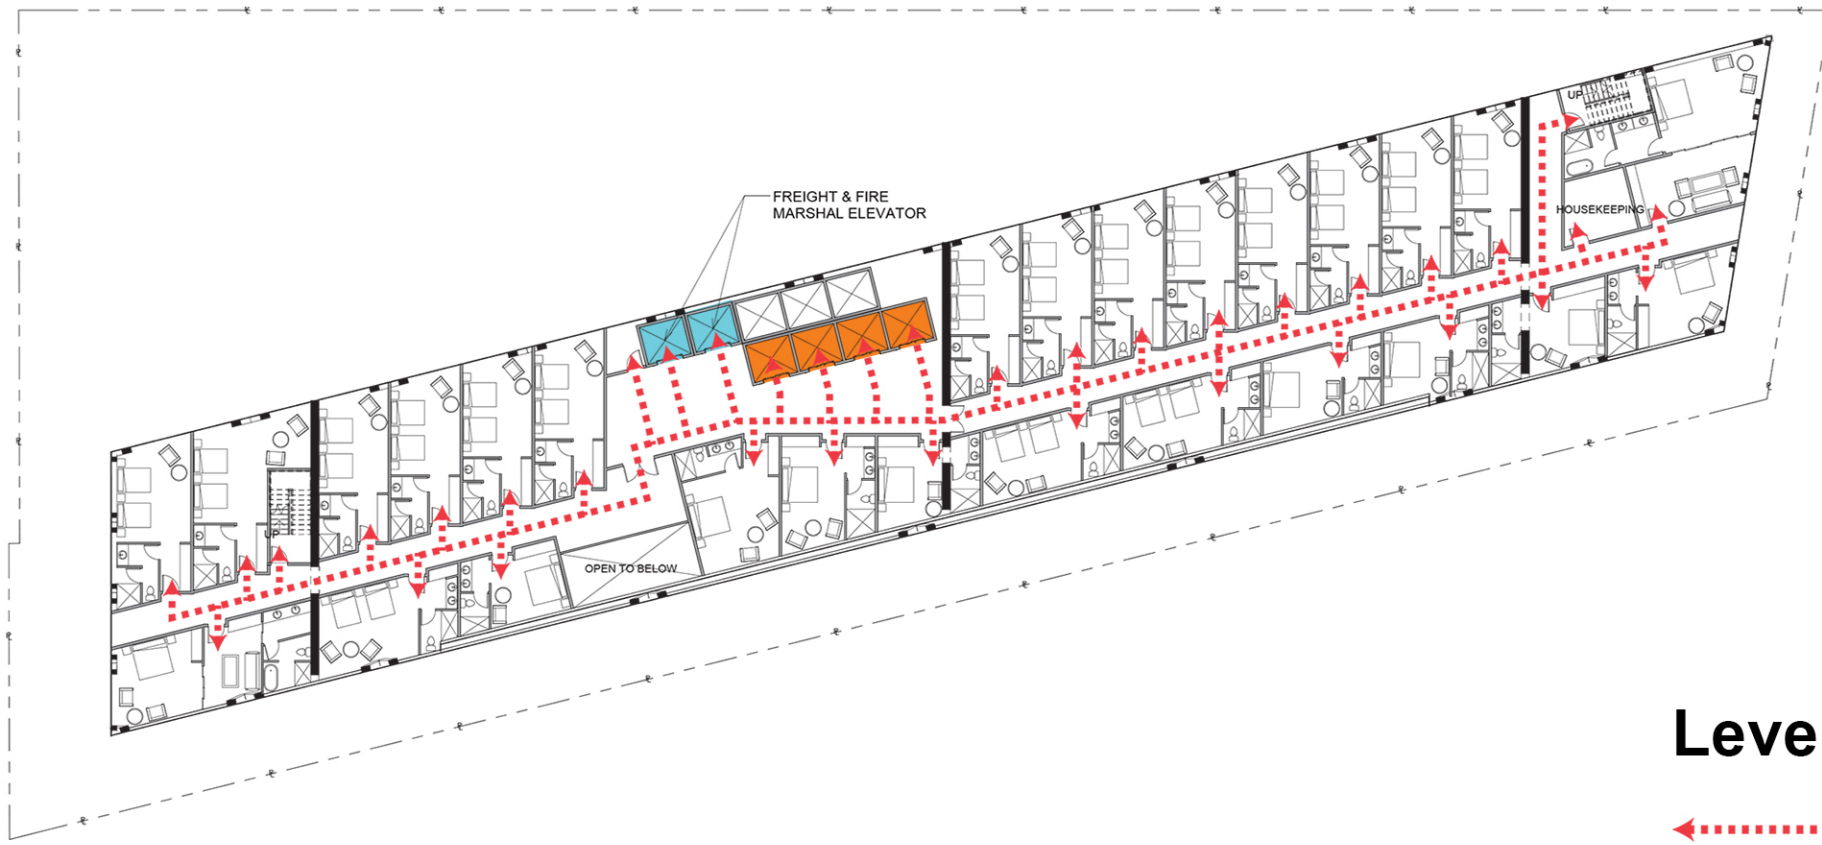 UP
FREIGHT & FIRE
MARSHAL ELEVATOR
HOUSEKEEPING
UP
OPEN TO BELOW
Leve